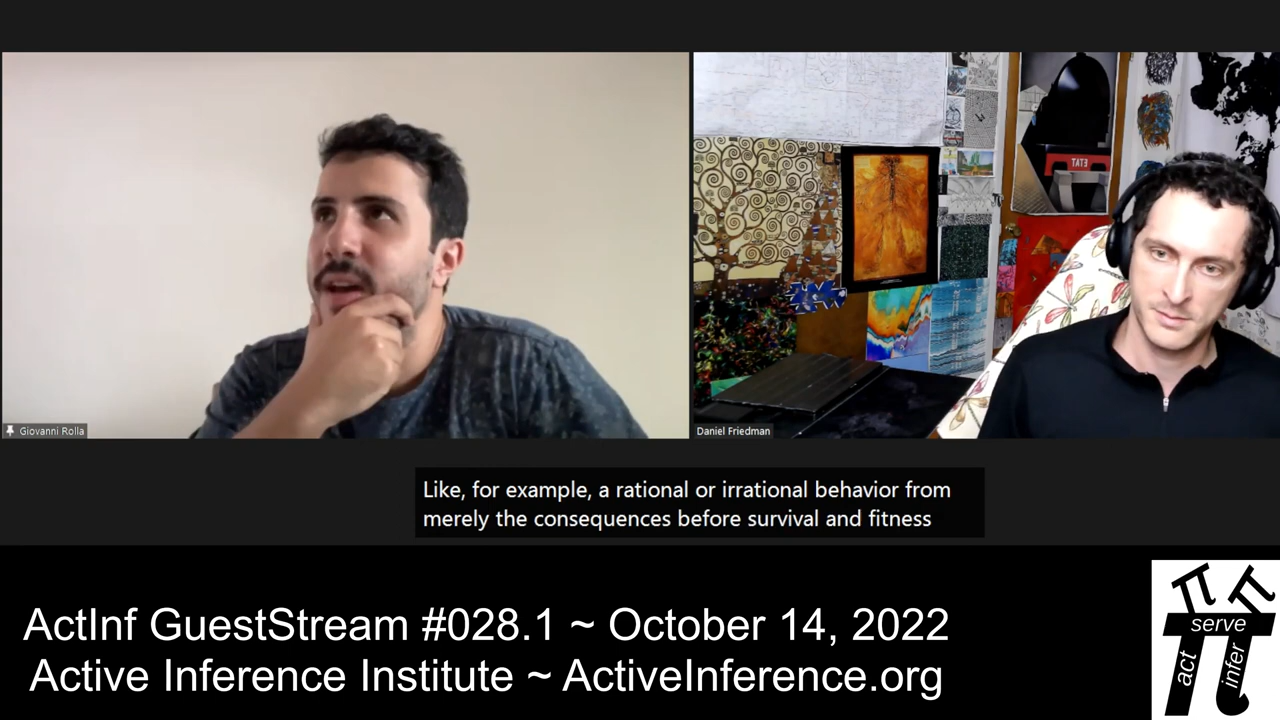 TATE
Giovanni Rolla
Daniel Friedman
Like, for example, a rational or irrational behavior from
merely the consequences before survival and fitness
ActInf GuestStream #028.1 ~ October 14, 2022
Active Inference Institute ~ ActiveInference.org
serve
act
infer